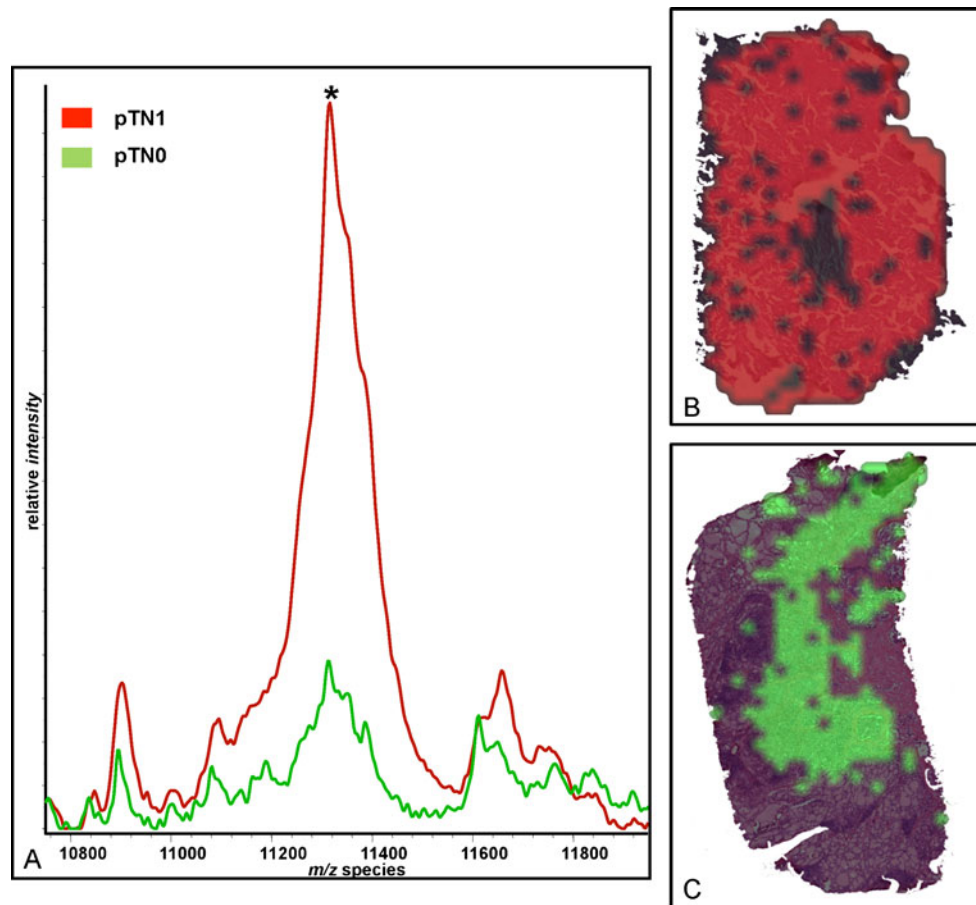 *
pTN1
pTN0
relative intensity
10800 11000 11200 11400 11600 11800
m/z species
A
B
C